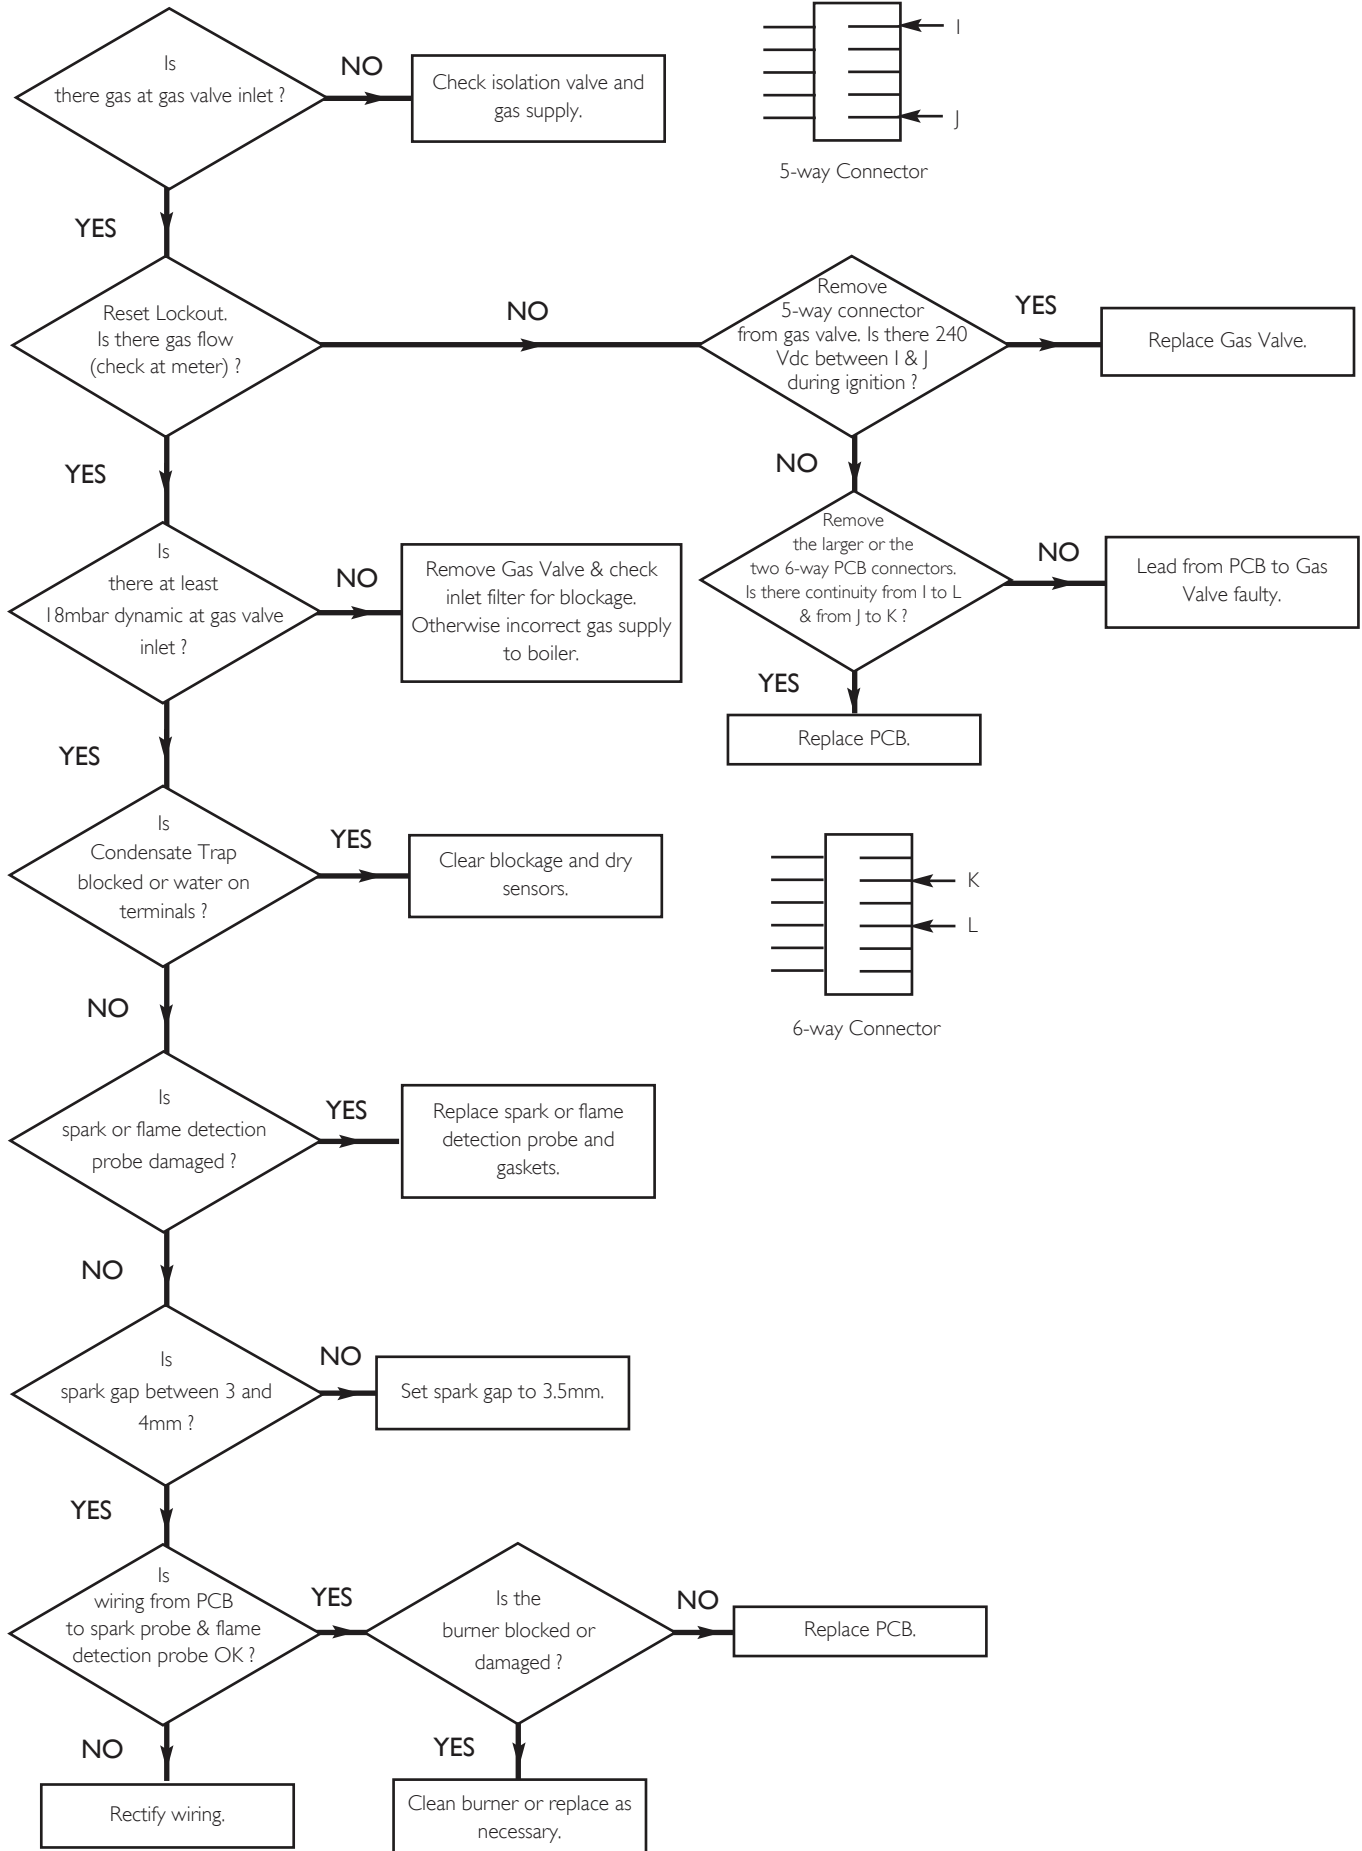 Is
there gas at gas valve inlet ?
NO
Check isolation valve and
gas supply.
I
J
5-way Connector
YES
Reset Lockout.
Is there gas flow
(check at meter) ?
NO
Remove
5-way connector
from gas valve. Is there 240
Vdc between I & J
during ignition ?
YES
Replace Gas Valve.
YES
NO
Is
there at least
18mbar dynamic at gas valve
inlet ?
NO
Remove Gas Valve & check
inlet filter for blockage.
Otherwise incorrect gas supply
to boiler.
Remove
the larger or the
two 6-way PCB connectors.
Is there continuity from I to L
& from J to K ?
NO
Lead from PCB to Gas
Valve faulty.
YES
Replace PCB.
YES
Is
Condensate Trap
blocked or water on
terminals ?
YES
Clear blockage and dry
sensors.
K
L
6-way Connector
NO
Is
spark or flame detection
probe damaged ?
YES
Replace spark or flame
detection probe and
gaskets.
NO
Is
spark gap between 3 and
4mm ?
NO
Set spark gap to 3.5mm.
YES
Is
wiring from PCB
to spark probe & flame
detection probe OK ?
YES
Is the
burner blocked or
damaged ?
NO
Replace PCB.
NO
Rectify wiring.
YES
Clean burner or replace as
necessary.